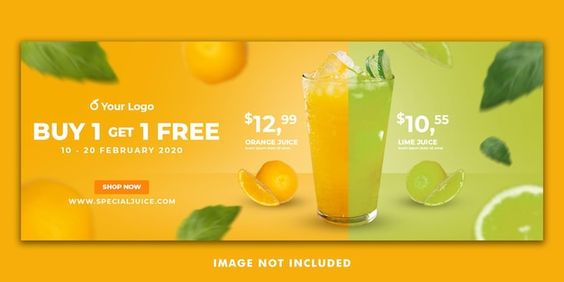 Your Logo
BUY 1 GET 1 FREE
10 - 20 FEBRUARY 2020
SHOP NOW
WWW.SPECIALJUICE.COM
$12,99
ORANGE JUICE
$10,55
LIME JUICE
IMAGE NOT INCLUDED